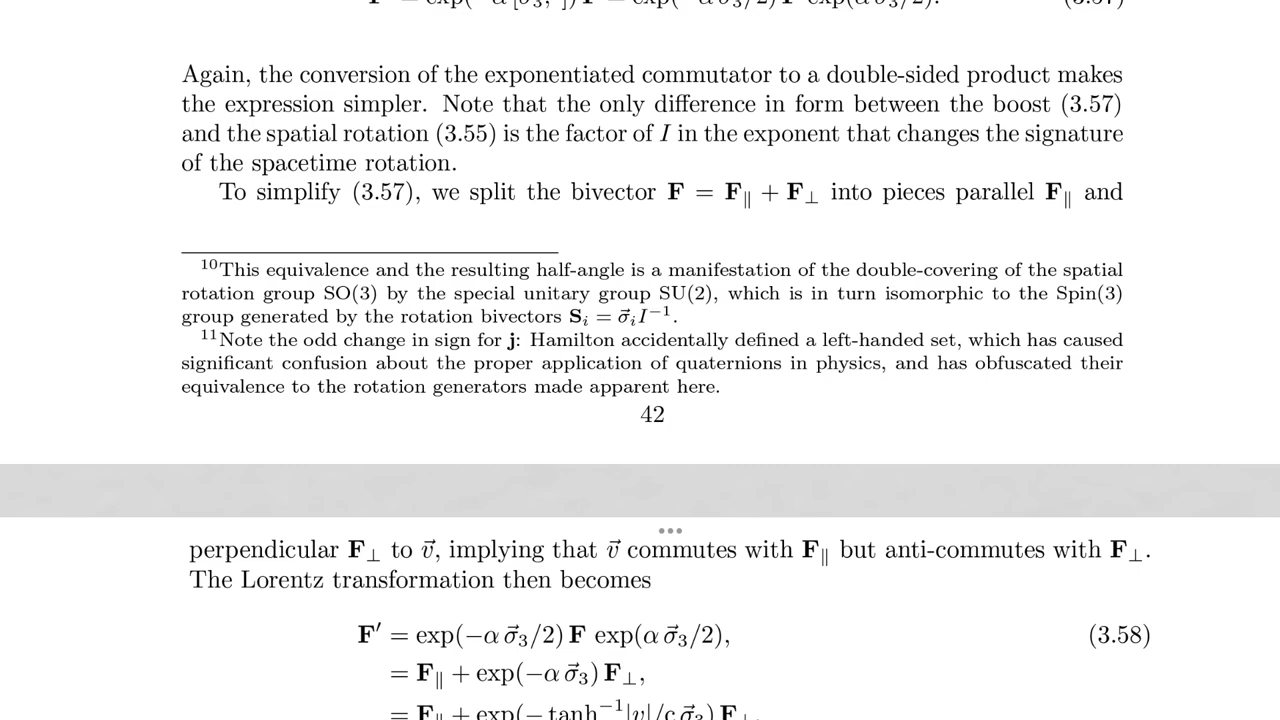 Again, the conversion of the exponentiated commutator to a double-sided product makes
the expression simpler. Note that the only difference in form between the boost (3.57)
and the spatial rotation (3.55) is the factor of I in the exponent that changes the signature
of the spacetime rotation.
To simplify (3.57), we split the bivector F = F∥ + F⊥ into pieces parallel F∥ and
¹⁰This equivalence and the resulting half-angle is a manifestation of the double-covering of the spatial
rotation group SO(3) by the special unitary group SU(2), which is in turn isomorphic to the Spin(3)
group generated by the rotation bivectors Sᵢ = σ⃗ᵢI⁻¹.
¹¹Note the odd change in sign for j: Hamilton accidentally defined a left-handed set, which has caused
significant confusion about the proper application of quaternions in physics, and has obfuscated their
equivalence to the rotation generators made apparent here.
42
perpendicular F⊥ to v⃗, implying that v⃗ commutes with F∥ but anti-commutes with F⊥.
The Lorentz transformation then becomes
F′ = exp(−α σ⃗₃/2) F exp(α σ⃗₃/2), (3.58)
= F∥ + exp(−α σ⃗₃) F⊥,
= F∥ + exp(− tanh⁻¹|v|/c σ⃗₃) F⊥.